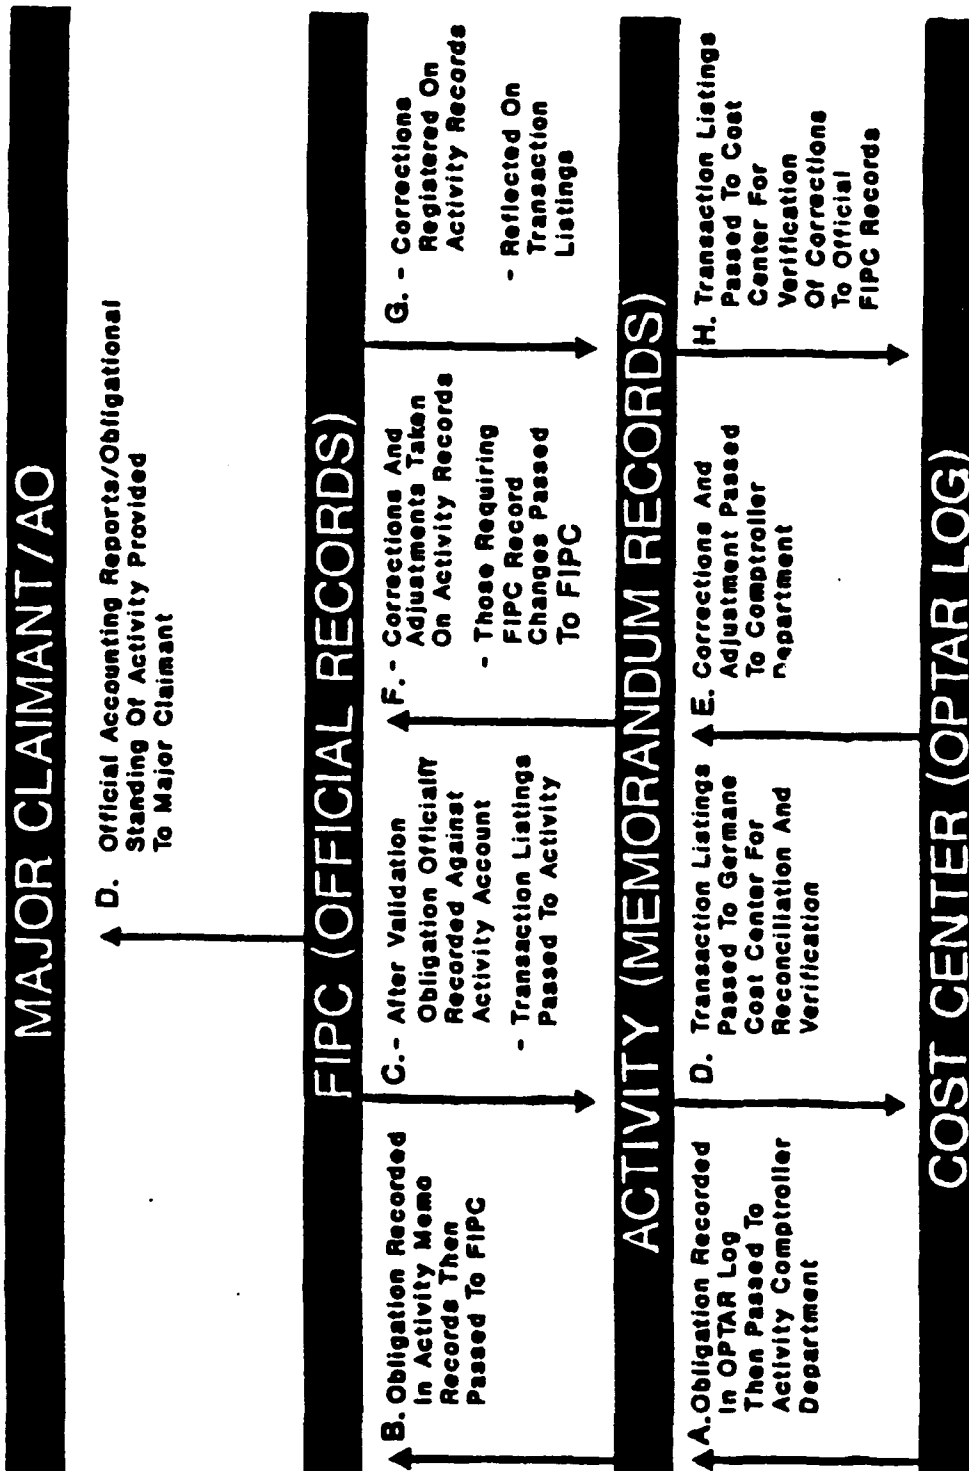 MAJOR CLAIMANT/AO
D. Official Accounting Reports/Obligational
Standing Of Activity Provided
To Major Claimant
FIPC (OFFICIAL RECORDS)
B. Obligation Recorded
In Activity Memo
Records Then
Passed To FIPC
C. - After Validation
Obligation Officially
Recorded Against
Activity Account
- Transaction Listings
Passed To Activity
F. - Corrections And
Adjustments Taken
On Activity Records
- Those Requiring
FIPC Record
Changes Passed
To FIPC
G. - Corrections
Registered On
Activity Records
- Reflected On
Transaction
Listings
ACTIVITY (MEMORANDUM RECORDS)
A. Obligation Recorded
In OPTAR Log
Then Passed To
Activity Comptroller
Department
D. Transaction Listings
Passed To Germane
Cost Center For
Reconciliation And
Verification
E. Corrections And
Adjustment Passed
To Comptroller
Department
H. Transaction Listings
Passed To Cost
Center For
Verification
Of Corrections
To Official
FIPC Records
COST CENTER (OPTAR LOG)